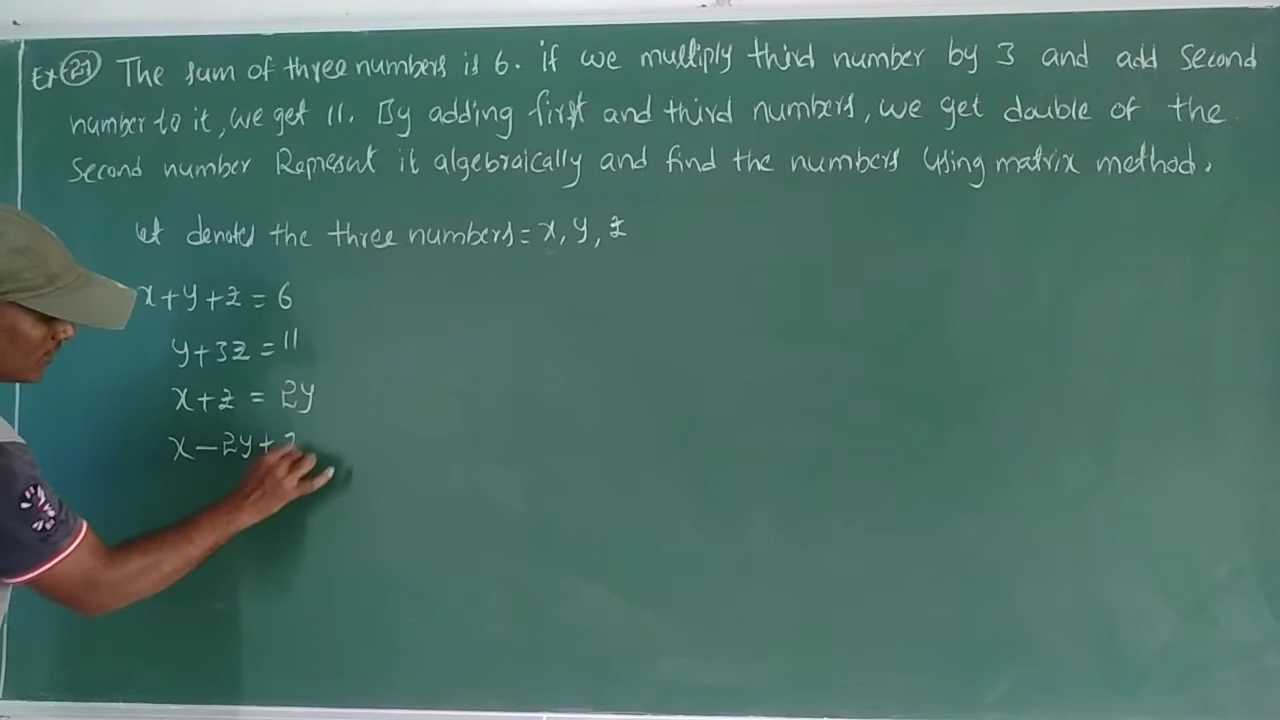 Ex 27 The sum of three numbers is 6. if we multiply third number by 3 and add second
number to it, we get 11. By adding first and third numbers, we get double of the
second number Represent it algebraically and find the numbers using matrix method.
let denotes the three numbers = x, y, z
x + y + z = 6
y + 3z = 11
x + z = 2y
x - 2y + z